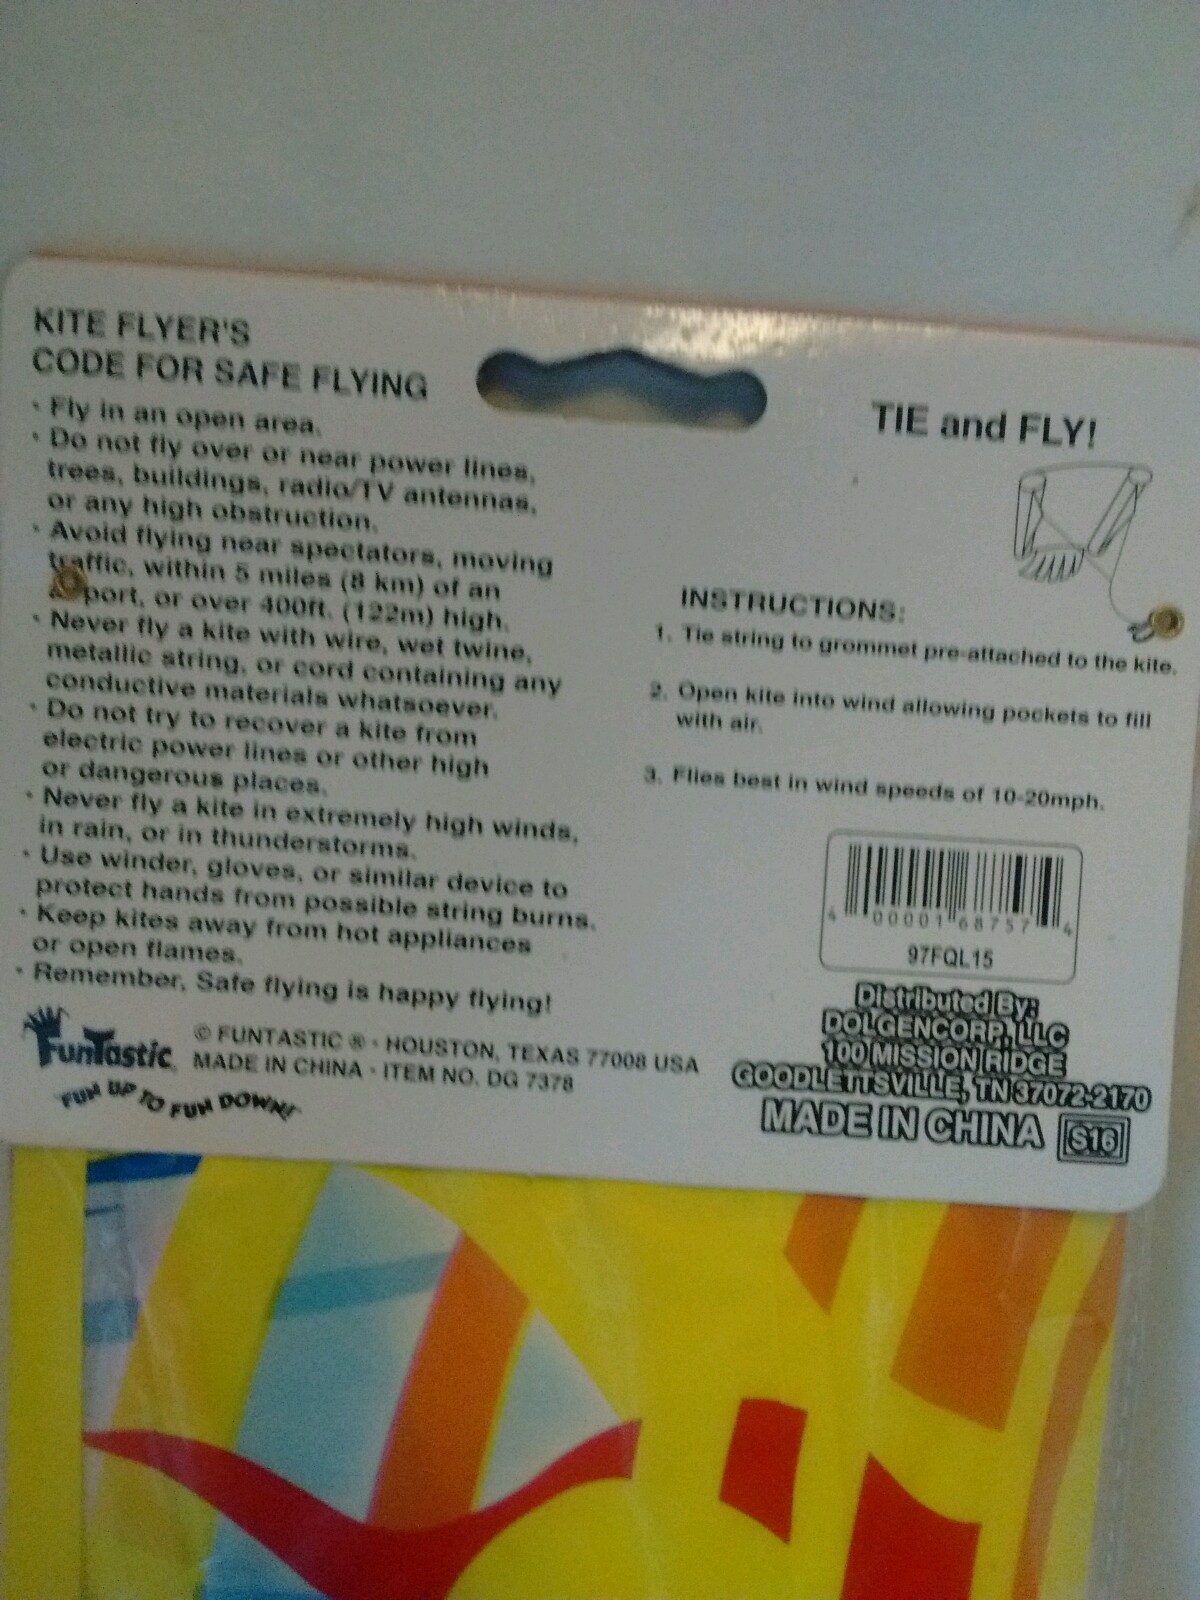 KITE FLYER'S
CODE FOR SAFE FLYING
· Fly in an open area.
· Do not fly over or near power lines,
trees, buildings, radio/TV antennas,
or any high obstruction.
· Avoid flying near spectators, moving
traffic, within 5 miles (8 km) of an
port, or over 400ft. (122m) high.
· Never fly a kite with wire, wet twine,
metallic string, or cord containing any
conductive materials whatsoever.
· Do not try to recover a kite from
electric power lines or other high
or dangerous places.
· Never fly a kite in extremely high winds,
in rain, or in thunderstorms.
· Use winder, gloves, or similar device to
protect hands from possible string burns.
· Keep kites away from hot appliances
or open flames.
· Remember, Safe flying is happy flying!
FunTastic
FUN UP TO FUN DOWN!
© FUNTASTIC ® · HOUSTON, TEXAS 77008 USA
MADE IN CHINA · ITEM NO. DG 7378
TIE and FLY!
INSTRUCTIONS:
1. Tie string to grommet pre-attached to the kite.
2. Open kite into wind allowing pockets to fill
with air.
3. Flies best in wind speeds of 10-20mph.
4 00001 68757 4
97FQL15
Distributed By:
DOLGENCORP, LLC
100 MISSION RIDGE
GOODLETTSVILLE, TN 37072-2170
MADE IN CHINA S16